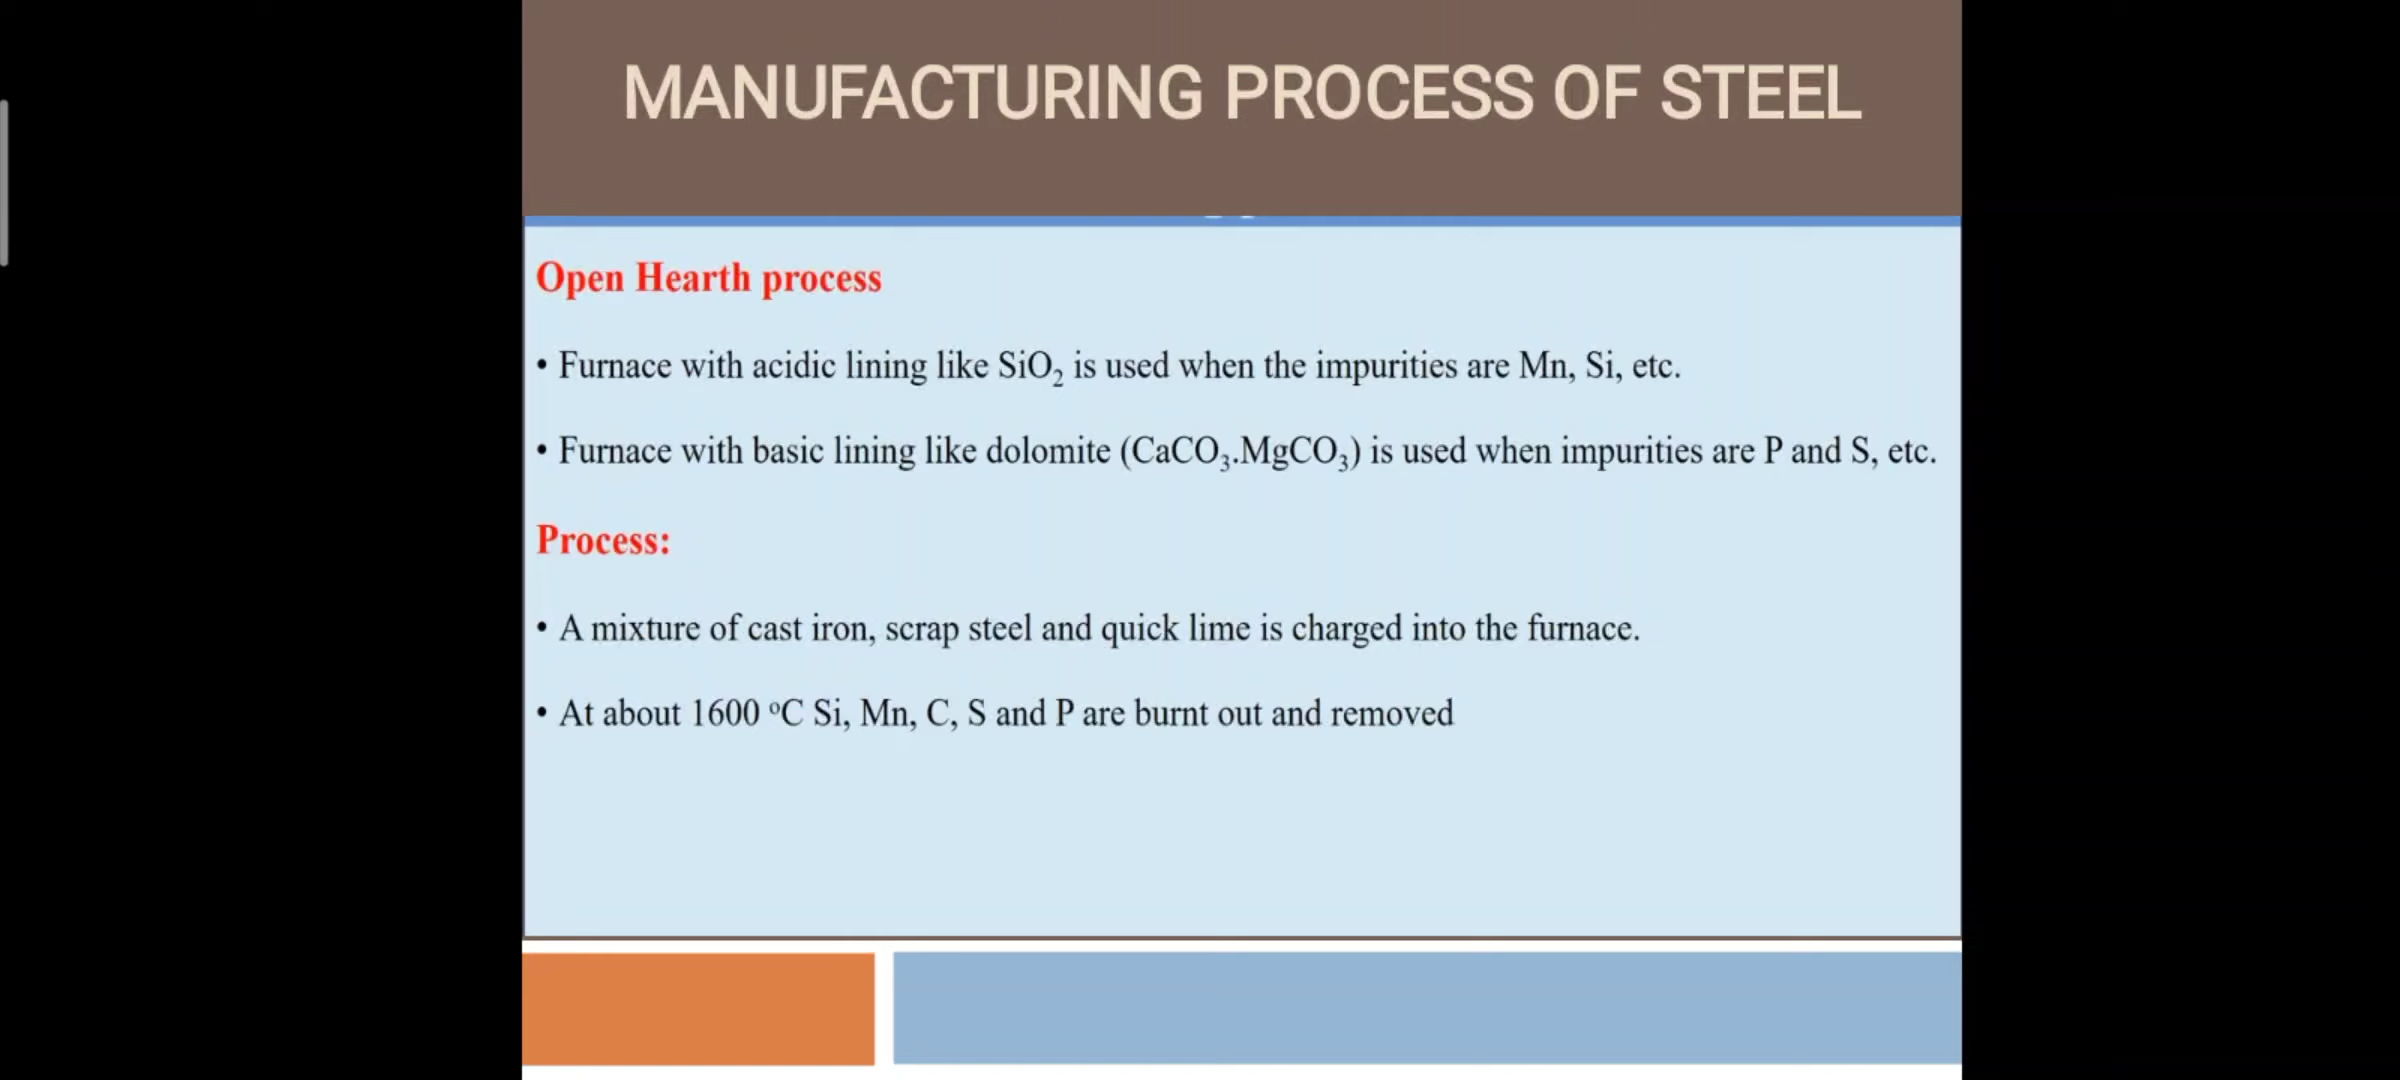 MANUFACTURING PROCESS OF STEEL
Open Hearth process
• Furnace with acidic lining like SiO₂ is used when the impurities are Mn, Si, etc.
• Furnace with basic lining like dolomite (CaCO₃.MgCO₃) is used when impurities are P and S, etc.
Process:
• A mixture of cast iron, scrap steel and quick lime is charged into the furnace.
• At about 1600 ºC Si, Mn, C, S and P are burnt out and removed